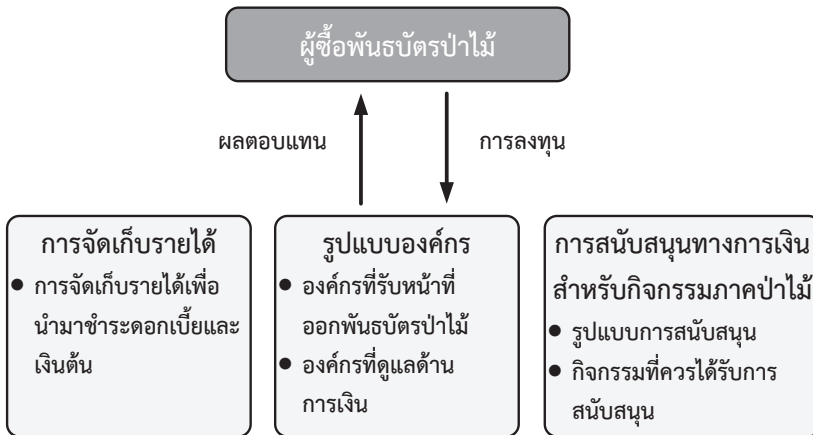 ผู้ซื้อพันธบัตรป่าไม้
ผลตอบแทน
การลงทุน
การจัดเก็บรายได้
● การจัดเก็บรายได้เพื่อ
นำมาชำระดอกเบี้ยและ
เงินต้น
รูปแบบองค์กร
● องค์กรที่รับหน้าที่
ออกพันธบัตรป่าไม้
● องค์กรที่ดูแลด้าน
การเงิน
การสนับสนุนทางการเงิน
สำหรับกิจกรรมภาคป่าไม้
● รูปแบบการสนับสนุน
● กิจกรรมที่ควรได้รับการ
สนับสนุน